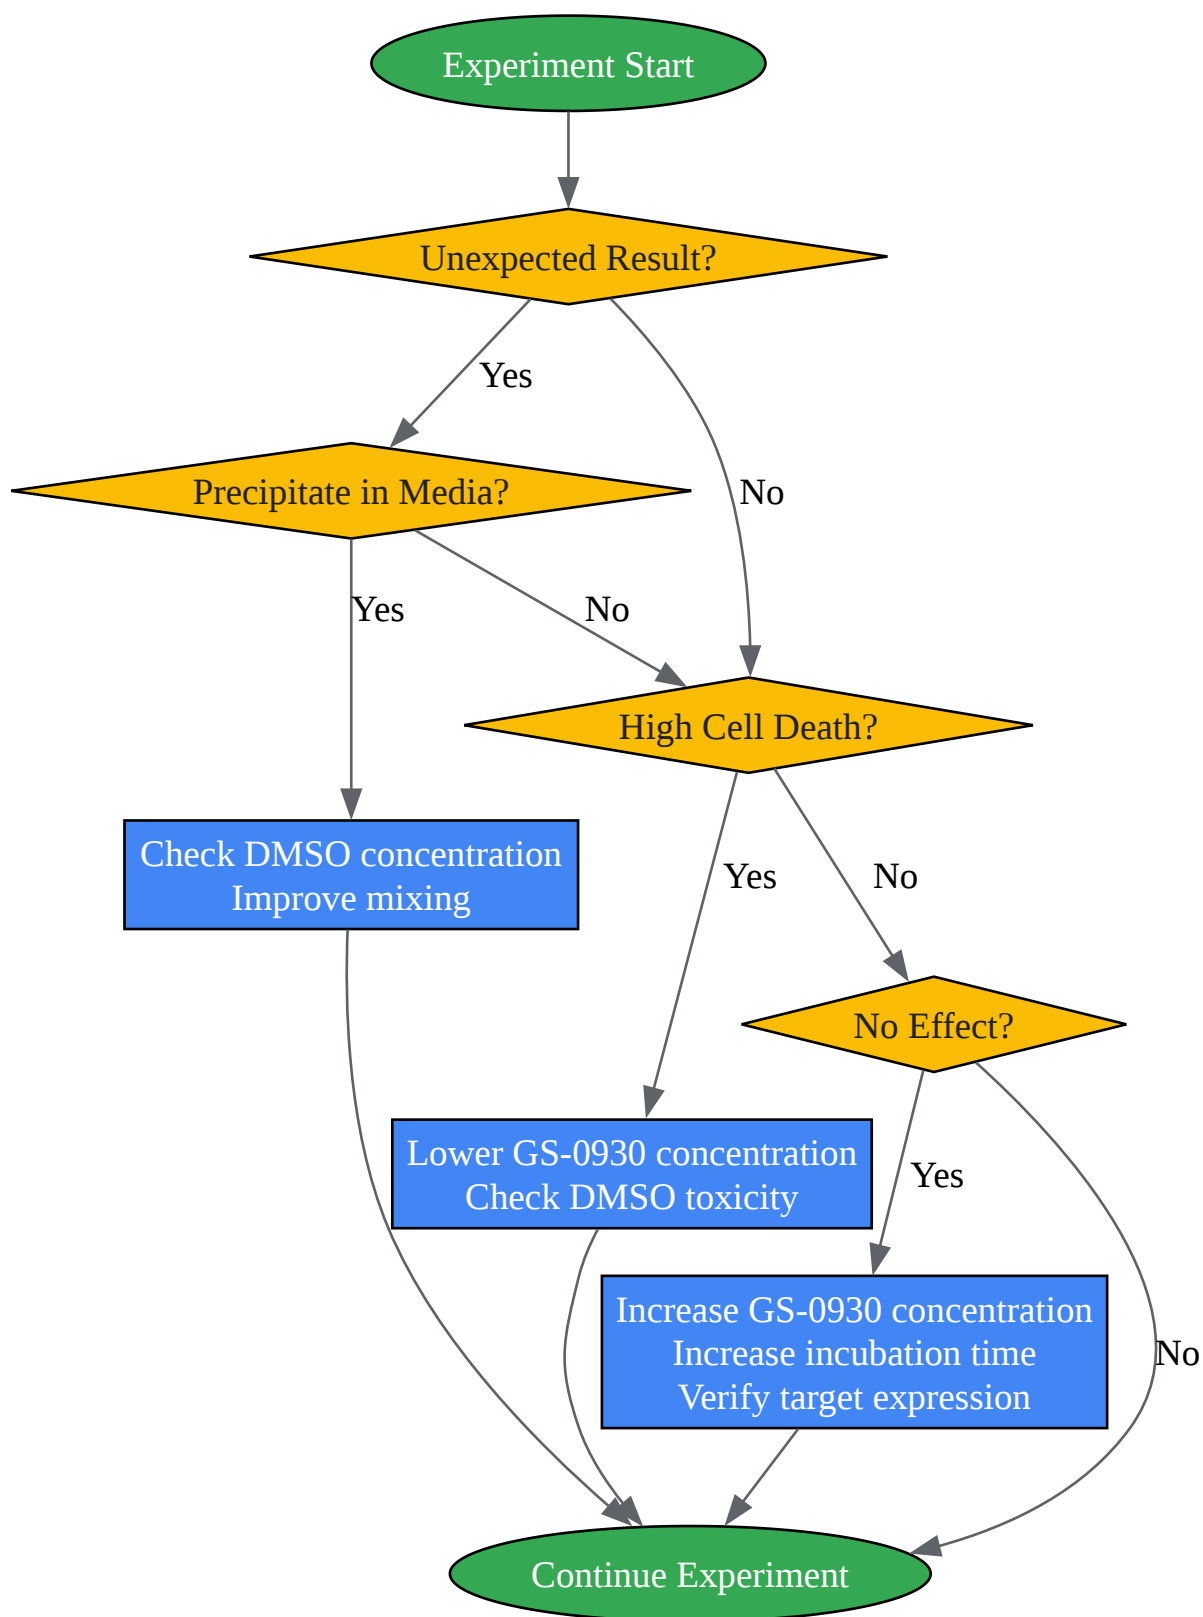 Experiment Start
Unexpected Result?
Yes
Precipitate in Media?
No
Yes
No
High Cell Death?
Check DMSO concentration
Improve mixing
Yes
No
No Effect?
Lower GS-0930 concentration
Check DMSO toxicity
Yes
Increase GS-0930 concentration
Increase incubation time
Verify target expression
No
Continue Experiment